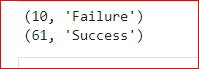 (10, 'Failure')
(61, 'Success')